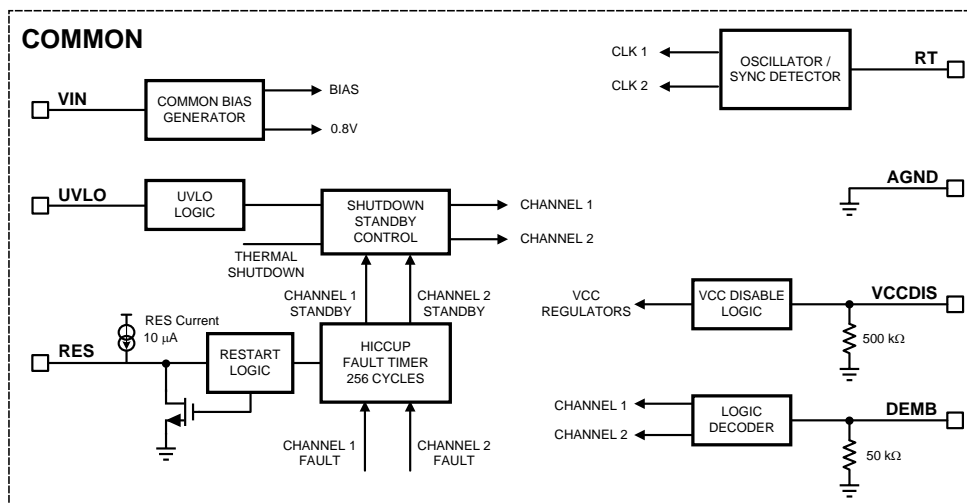 COMMON
VIN
COMMON BIAS
GENERATOR
BIAS
0.8V
CLK 1
CLK 2
OSCILLATOR /
SYNC DETECTOR
RT
UVLO
UVLO
LOGIC
SHUTDOWN
STANDBY
CONTROL
CHANNEL 1
CHANNEL 2
THERMAL
SHUTDOWN
AGND
CHANNEL 1
STANDBY
CHANNEL 2
STANDBY
VCC
REGULATORS
VCC DISABLE
LOGIC
VCCDIS
500 kΩ
RES Current
10 μA
RES
RESTART
LOGIC
HICCUP
FAULT TIMER
256 CYCLES
CHANNEL 1
FAULT
CHANNEL 2
FAULT
CHANNEL 1
CHANNEL 2
LOGIC
DECODER
DEMB
50 kΩ